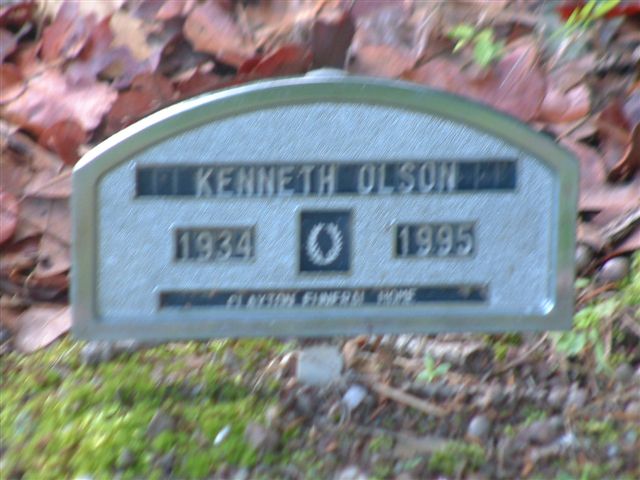 KENNETH OLSON
1934 1995
CLAYTON FUNERAL HOME